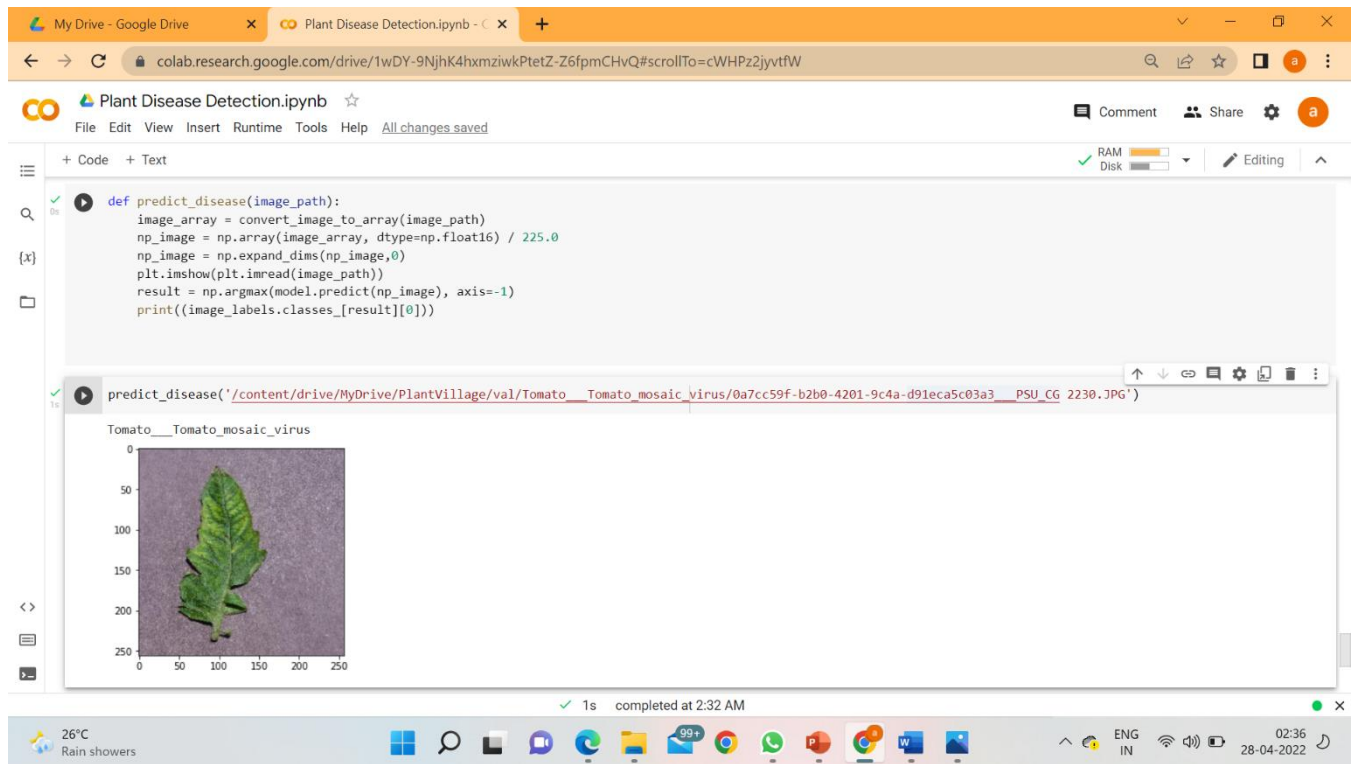 My Drive - Google Drive
Plant Disease Detection.ipynb - C
colab.research.google.com/drive/1wDY-9NjhK4hxmziwkPtetZ-Z6fpmCHvQ#scrollTo=cWHPz2jyvtfW
a
CO
Plant Disease Detection.ipynb
Comment
Share
a
File Edit View Insert Runtime Tools Help All changes saved
+ Code + Text
RAM
Disk
Editing
0s
def predict_disease(image_path):
    image_array = convert_image_to_array(image_path)
    np_image = np.array(image_array, dtype=np.float16) / 225.0
    np_image = np.expand_dims(np_image,0)
    plt.imshow(plt.imread(image_path))
    result = np.argmax(model.predict(np_image), axis=-1)
    print((image_labels.classes_[result][0]))
{x}
1s
predict_disease('/content/drive/MyDrive/PlantVillage/val/Tomato___Tomato_mosaic_virus/0a7cc59f-b2b0-4201-9c4a-d91eca5c03a3___PSU_CG 2230.JPG')
Tomato___Tomato_mosaic_virus
0
50
100
150
200
250
0 50 100 150 200 250
1s completed at 2:32 AM
26°C
Rain showers
99+
ENG
IN
02:36
28-04-2022